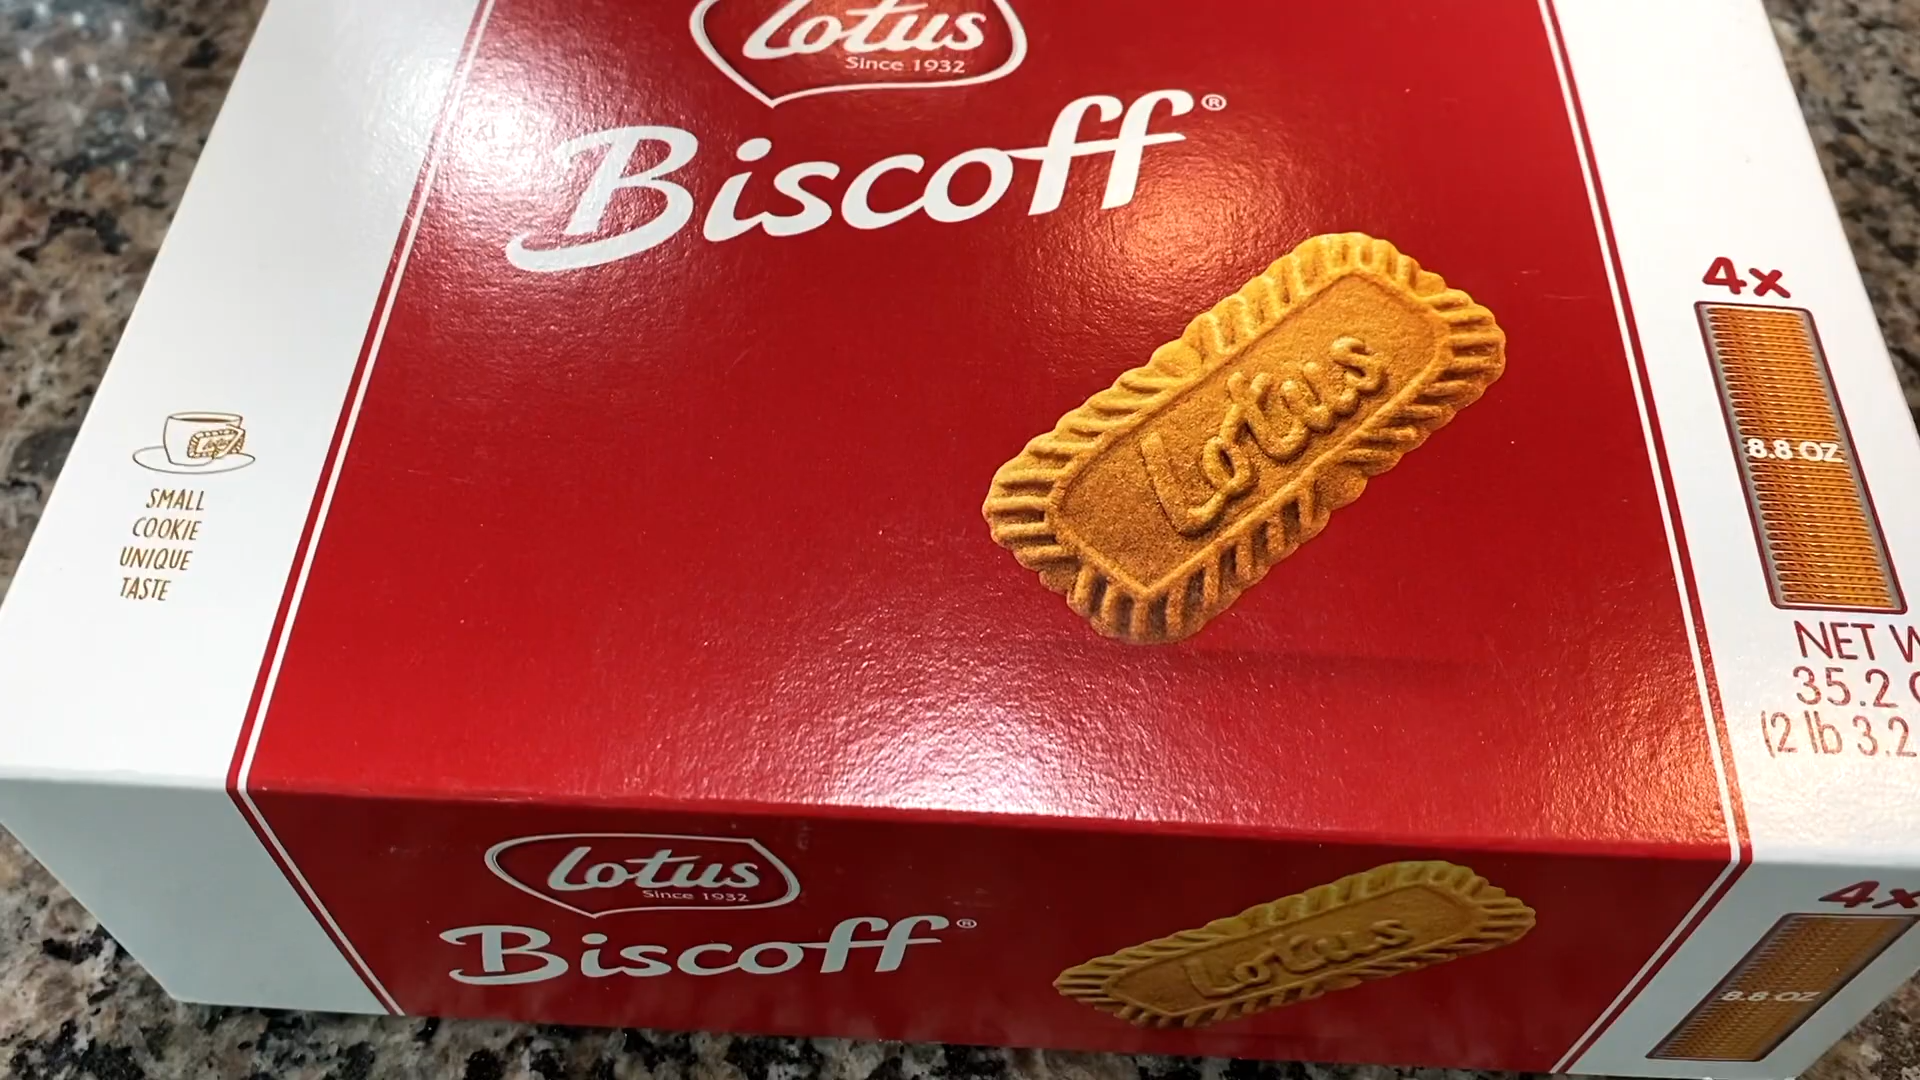 Lotus
Since 1932
Biscoff®
Lotus
4x
8.8 OZ
NET
35.2
(2 lb 3.2
SMALL
COOKIE
UNIQUE
TASTE
Lotus
Since 1932
Biscoff®
Lotus
4x
8.8 OZ